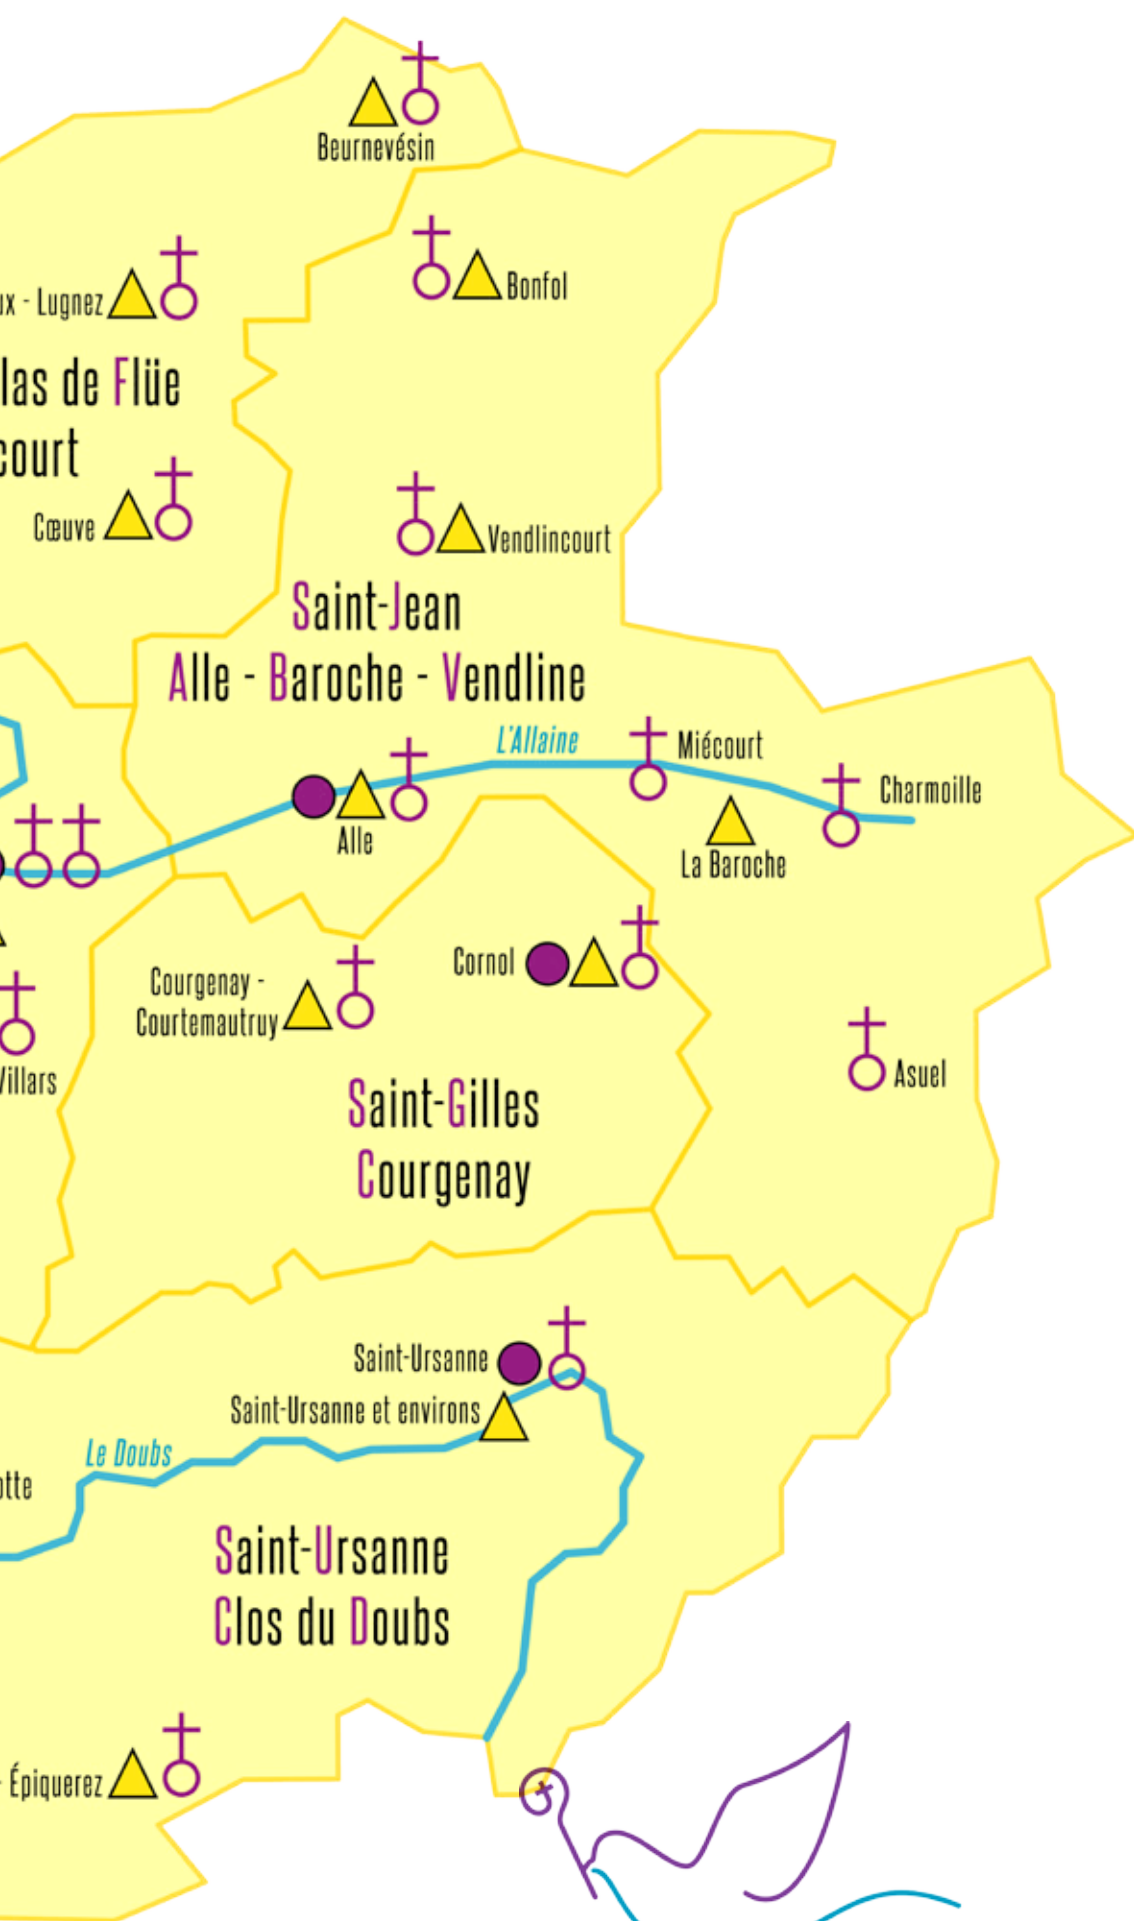 Beurnevésin
Bonfol
- Lugnez
las de Flüe
court
Cœuve
Vendlincourt
Saint-Jean
Alle - Baroche - Vendline
L'Allaine
Miécourt
Charmoille
Alle
La Baroche
Cornol
Courgenay -
Courtemautruy
Villars
Asuel
Saint-Gilles
Courgenay
Saint-Ursanne
Saint-Ursanne et environs
Le Doubs
otte
Saint-Ursanne
Clos du Doubs
- Épiquerez